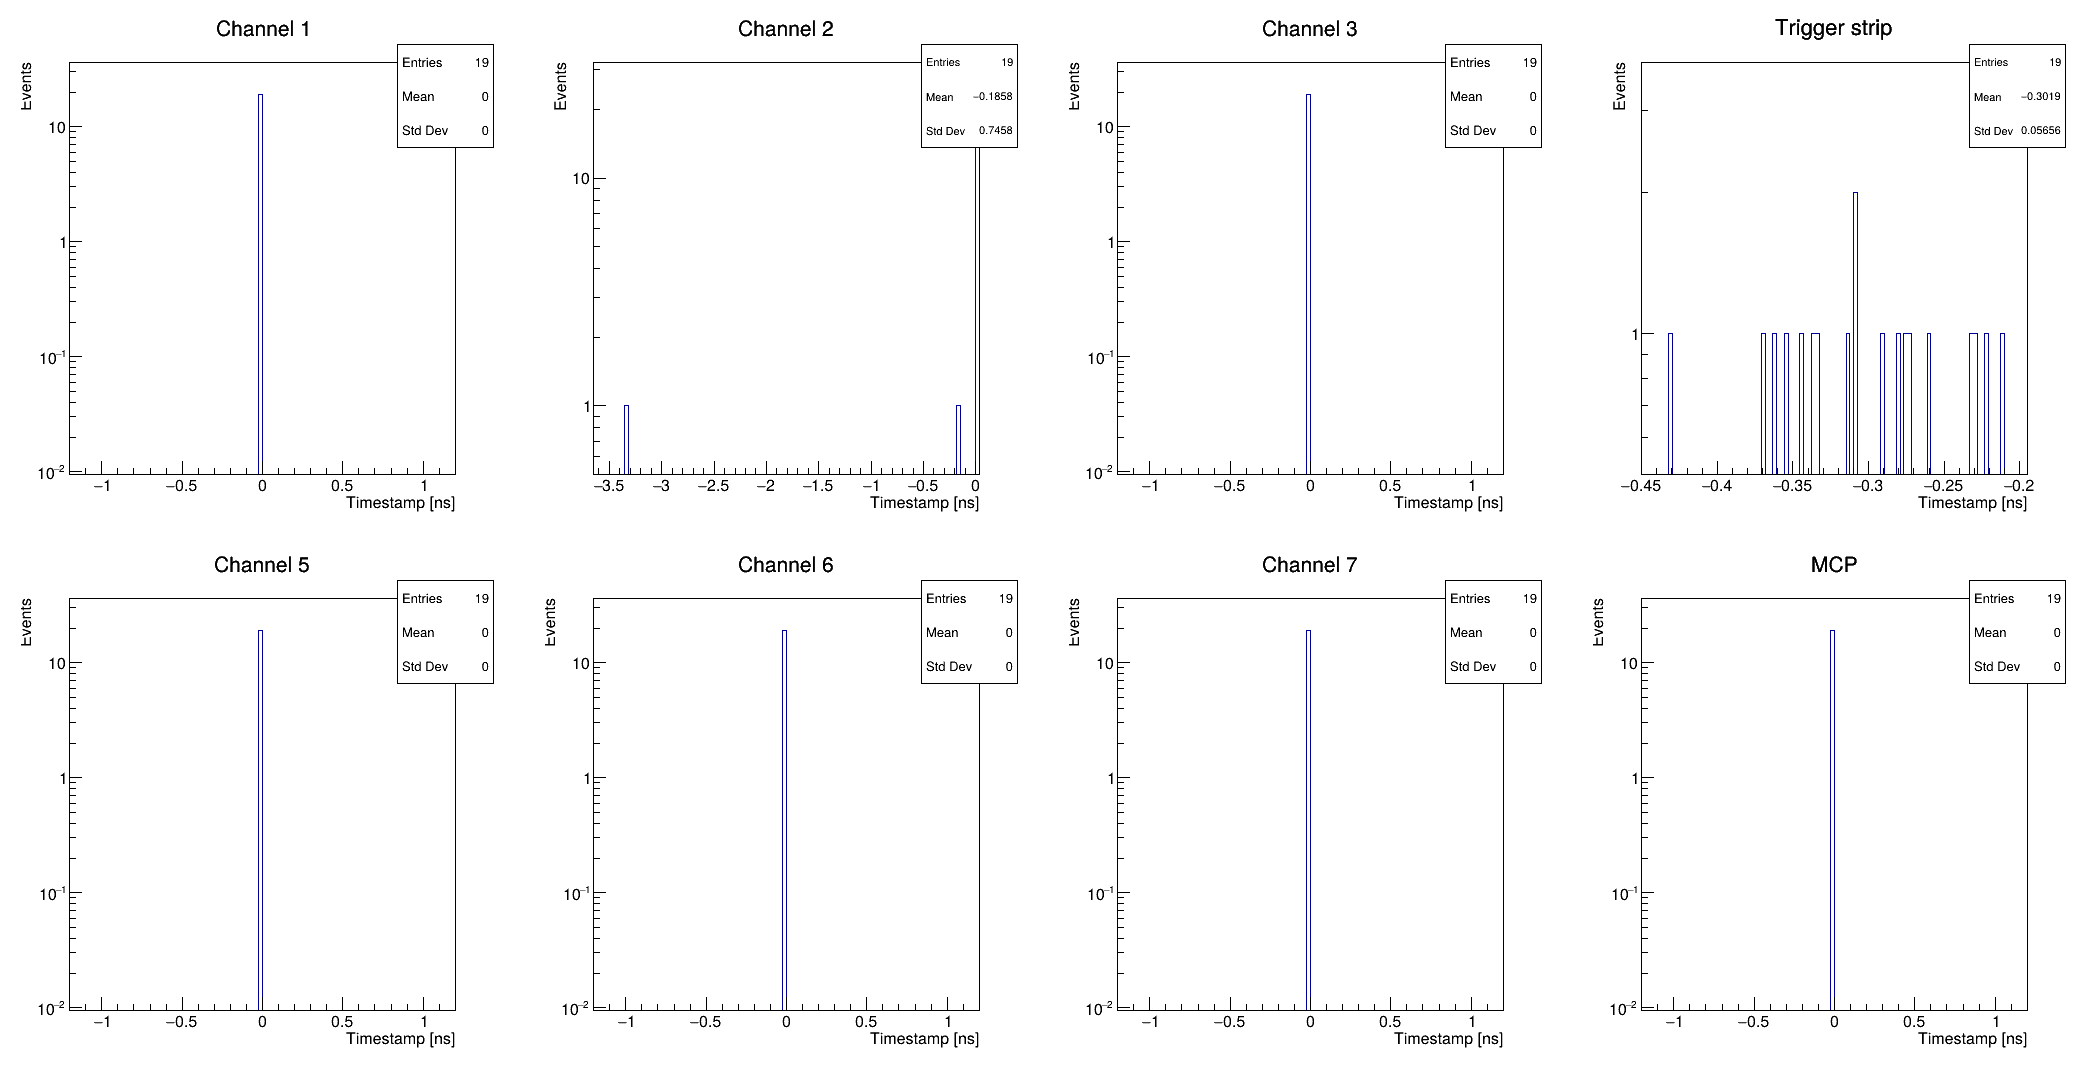 Channel 1
Entries 19
Mean 0
Std Dev 0
Events
10
1
10⁻¹
10⁻²
−1 −0.5 0 0.5 1
Timestamp [ns]
Channel 2
Entries 19
Mean −0.1858
Std Dev 0.7458
Events
10
1
−3.5 −3 −2.5 −2 −1.5 −1 −0.5 0
Timestamp [ns]
Channel 3
Entries 19
Mean 0
Std Dev 0
Events
10
1
10⁻¹
10⁻²
−1 −0.5 0 0.5 1
Timestamp [ns]
Trigger strip
Entries 19
Mean −0.3019
Std Dev 0.05656
Events
1
−0.45 −0.4 −0.35 −0.3 −0.25 −0.2
Timestamp [ns]
Channel 5
Entries 19
Mean 0
Std Dev 0
Events
10
1
10⁻¹
10⁻²
−1 −0.5 0 0.5 1
Timestamp [ns]
Channel 6
Entries 19
Mean 0
Std Dev 0
Events
10
1
10⁻¹
10⁻²
−1 −0.5 0 0.5 1
Timestamp [ns]
Channel 7
Entries 19
Mean 0
Std Dev 0
Events
10
1
10⁻¹
10⁻²
−1 −0.5 0 0.5 1
Timestamp [ns]
MCP
Entries 19
Mean 0
Std Dev 0
Events
10
1
10⁻¹
10⁻²
−1 −0.5 0 0.5 1
Timestamp [ns]